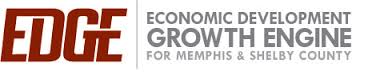 EDGE
ECONOMIC DEVELOPMENT
GROWTH ENGINE
FOR MEMPHIS & SHELBY COUNTY